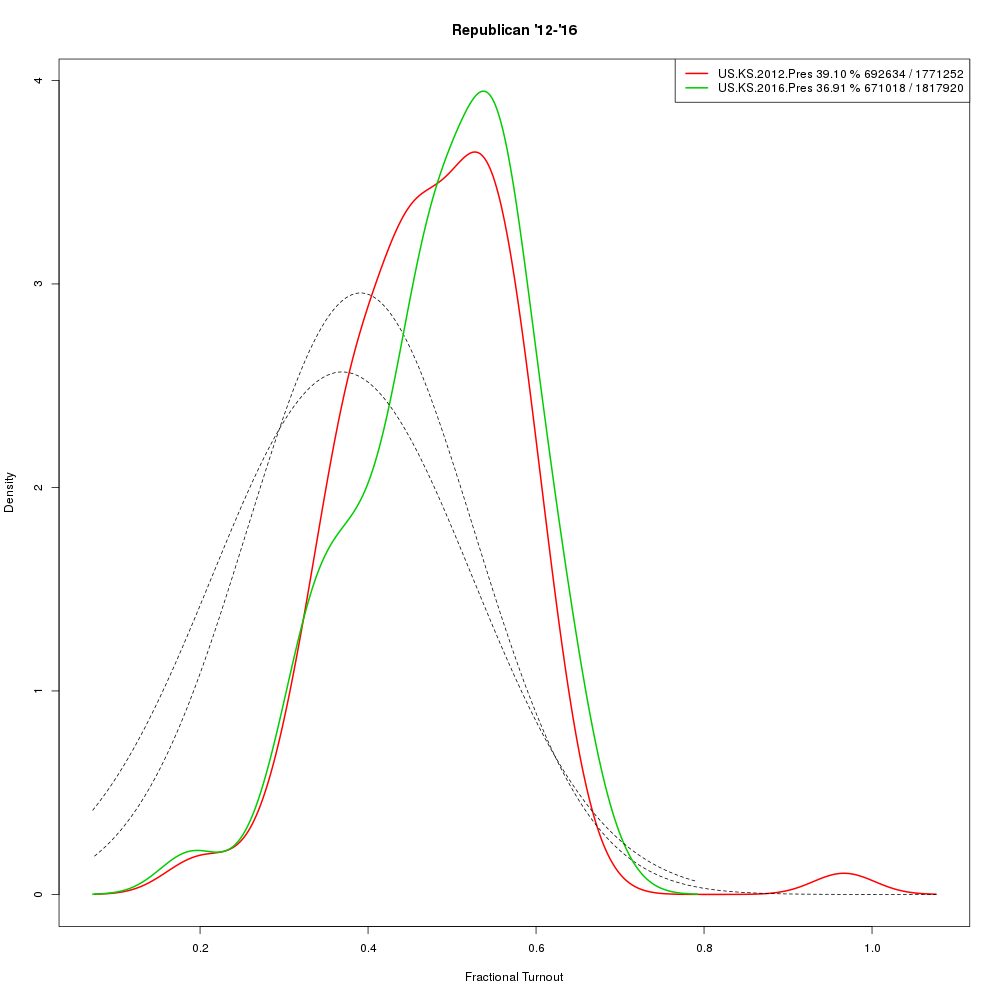 Republican '12-'16
US.KS.2012.Pres 39.10 % 692634 / 1771252
US.KS.2016.Pres 36.91 % 671018 / 1817920
Density
4
3
2
1
0
0.2 0.4 0.6 0.8 1.0
Fractional Turnout